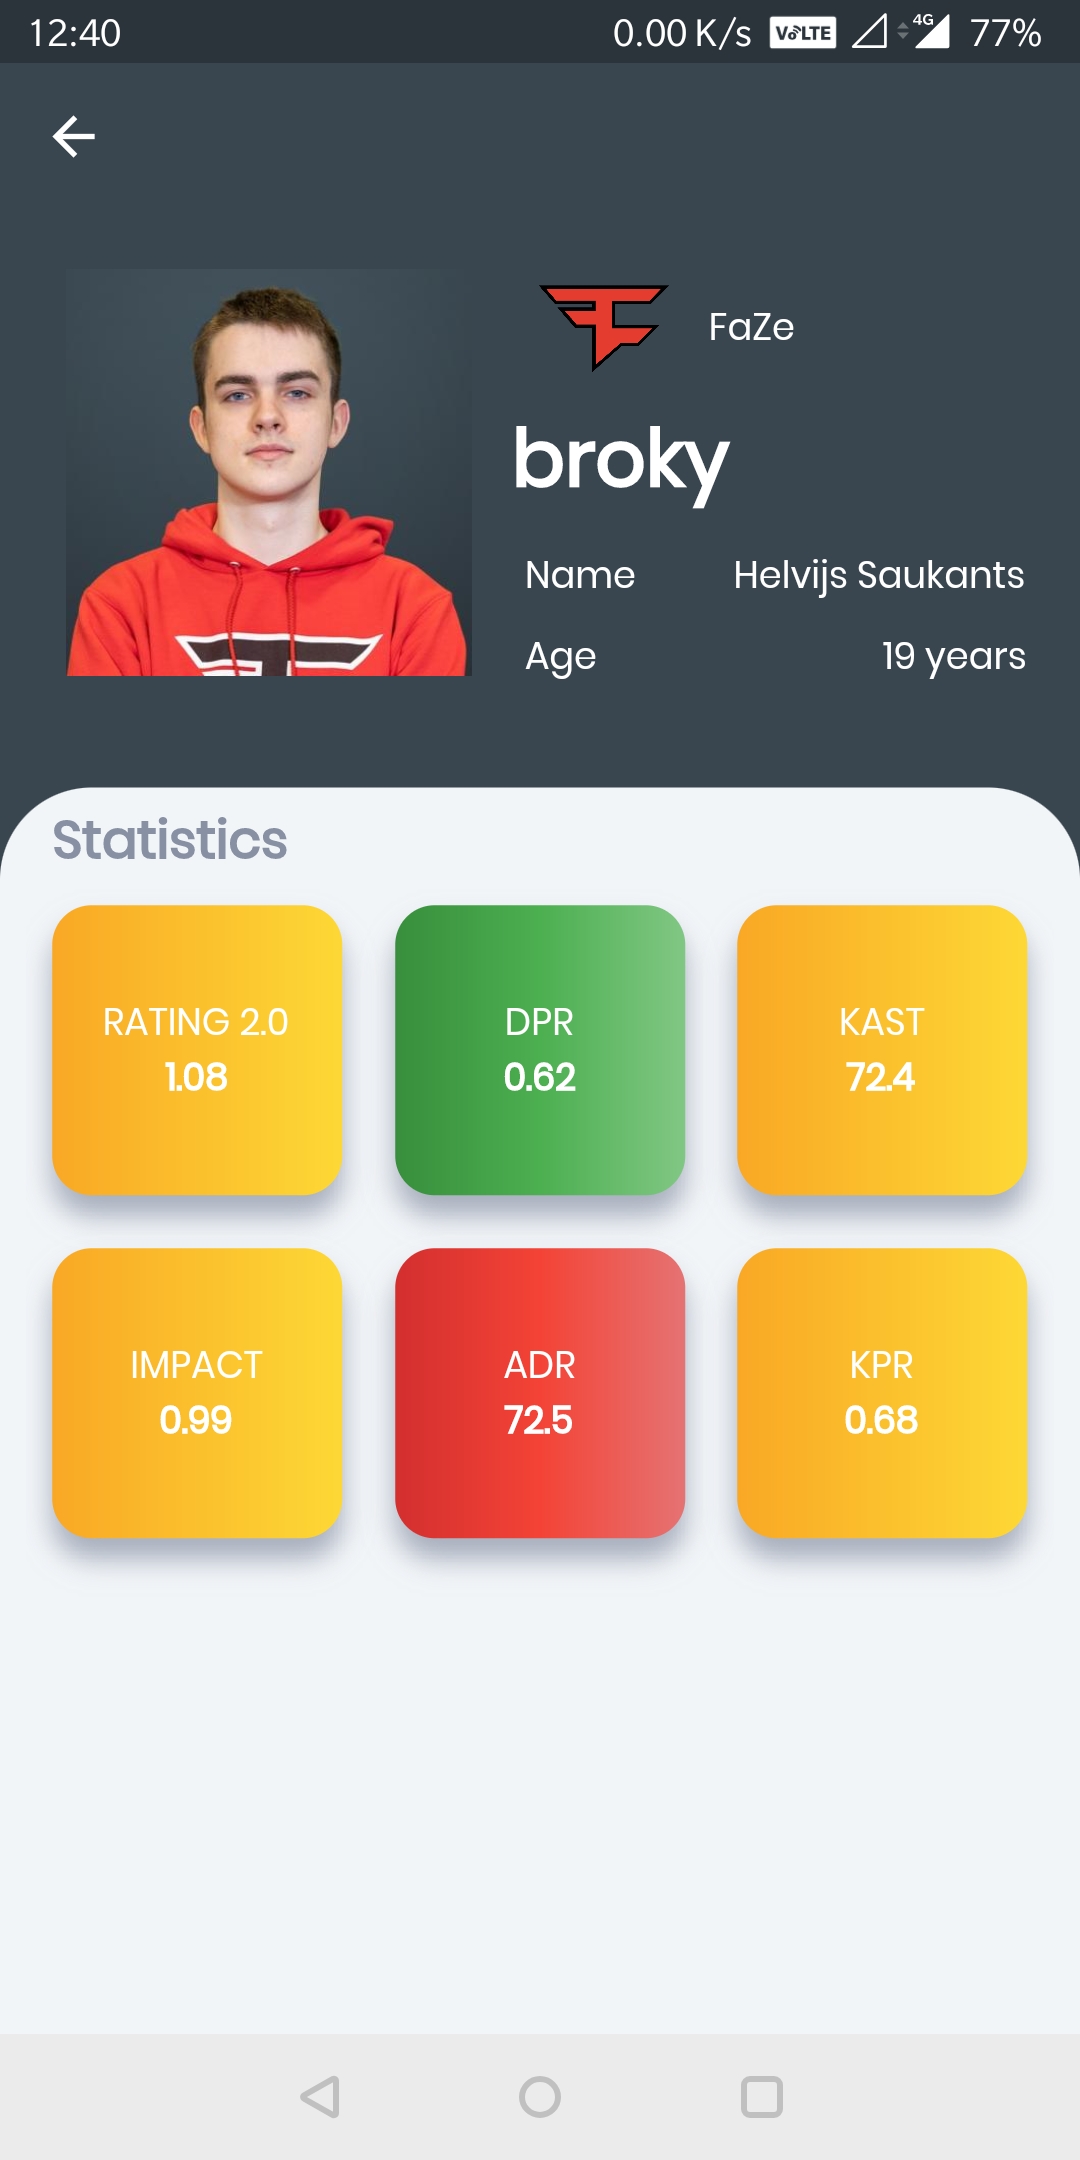 12:40 0.00 K/s VoLTE 4G 77%
FaZe
broky
Name Helvijs Saukants
Age 19 years
Statistics
RATING 2.0 DPR KAST
1.08 0.62 72.4
IMPACT ADR KPR
0.99 72.5 0.68